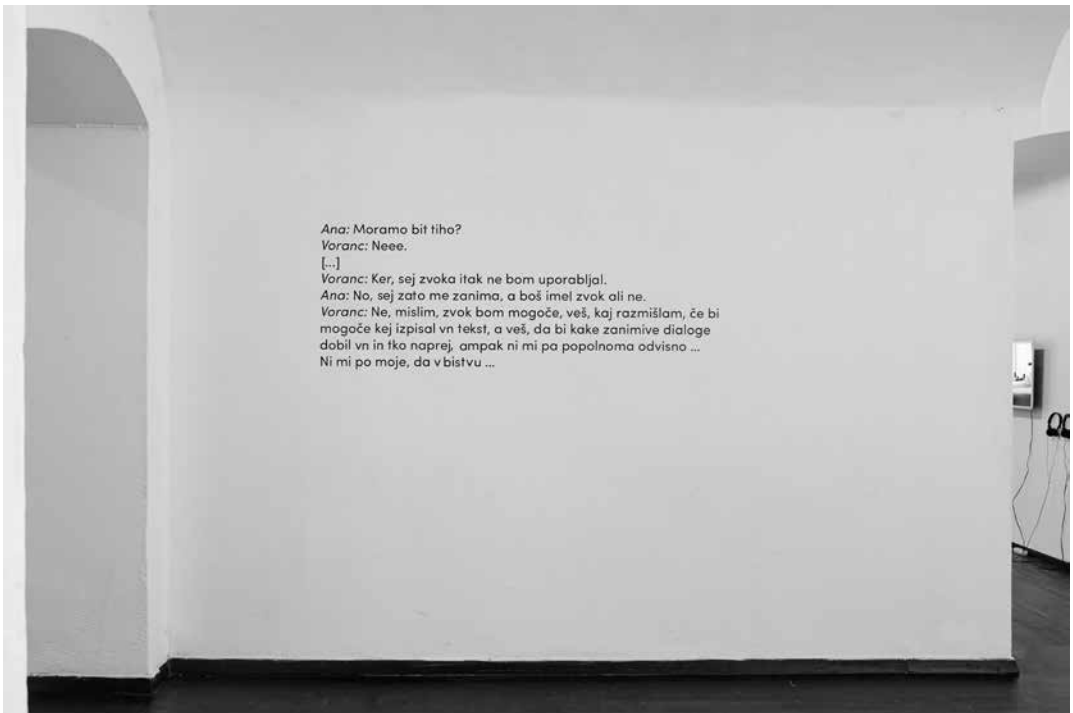 Ana: Moramo bit tiho?
Voranc: Neee.
[...]
Voranc: Ker, sej zvoka itak ne bom uporabljal.
Ana: No, sej zato me zanima, a boš imel zvok ali ne.
Voranc: Ne, mislim, zvok bom mogoče, veš, kaj razmišlam, če bi
mogoče kej izpisal vn tekst, a veš, da bi kake zanimive dialoge
dobil vn in tko naprej, ampak ni mi pa popolnoma odvisno ...
Ni mi po moje, da v bistvu ...